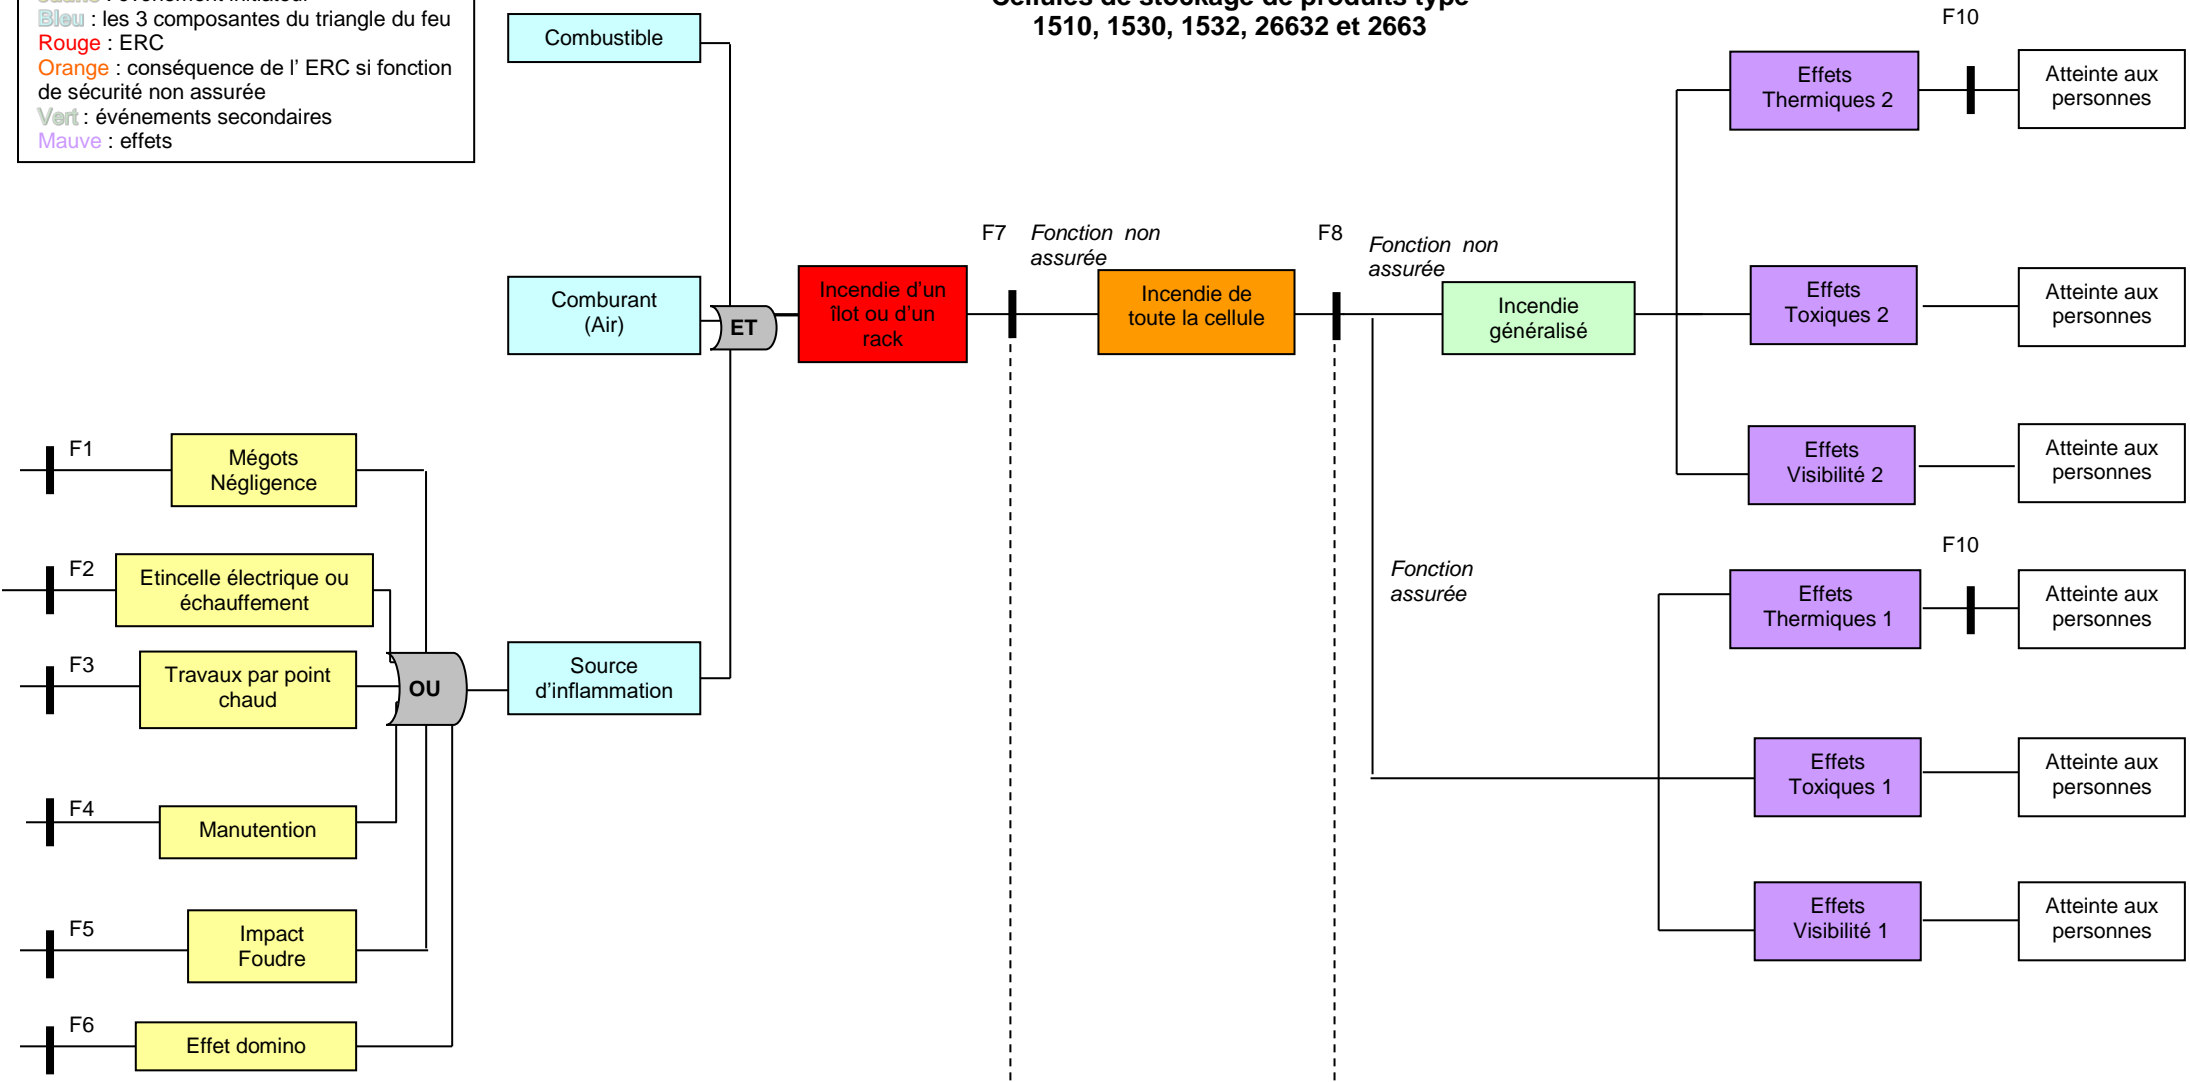 Bleu : les 3 composantes du triangle du feu
Rouge : ERC
Orange : conséquence de l' ERC si fonction
de sécurité non assurée
Vert : événements secondaires
Mauve : effets
Cellules de stockage de produits type
1510, 1530, 1532, 26632 et 2663
Combustible
Comburant
(Air)
ET
Source
d'inflammation
OU
F1
Mégots
Négligence
F2
Etincelle électrique ou
échauffement
F3
Travaux par point
chaud
F4
Manutention
F5
Impact
Foudre
F6
Effet domino
Incendie d'un
îlot ou d'un
rack
F7
Fonction non
assurée
Incendie de
toute la cellule
F8
Fonction non
assurée
Incendie
généralisé
Fonction
assurée
F10
Effets
Thermiques 2
Atteinte aux
personnes
Effets
Toxiques 2
Atteinte aux
personnes
Effets
Visibilité 2
Atteinte aux
personnes
F10
Effets
Thermiques 1
Atteinte aux
personnes
Effets
Toxiques 1
Atteinte aux
personnes
Effets
Visibilité 1
Atteinte aux
personnes